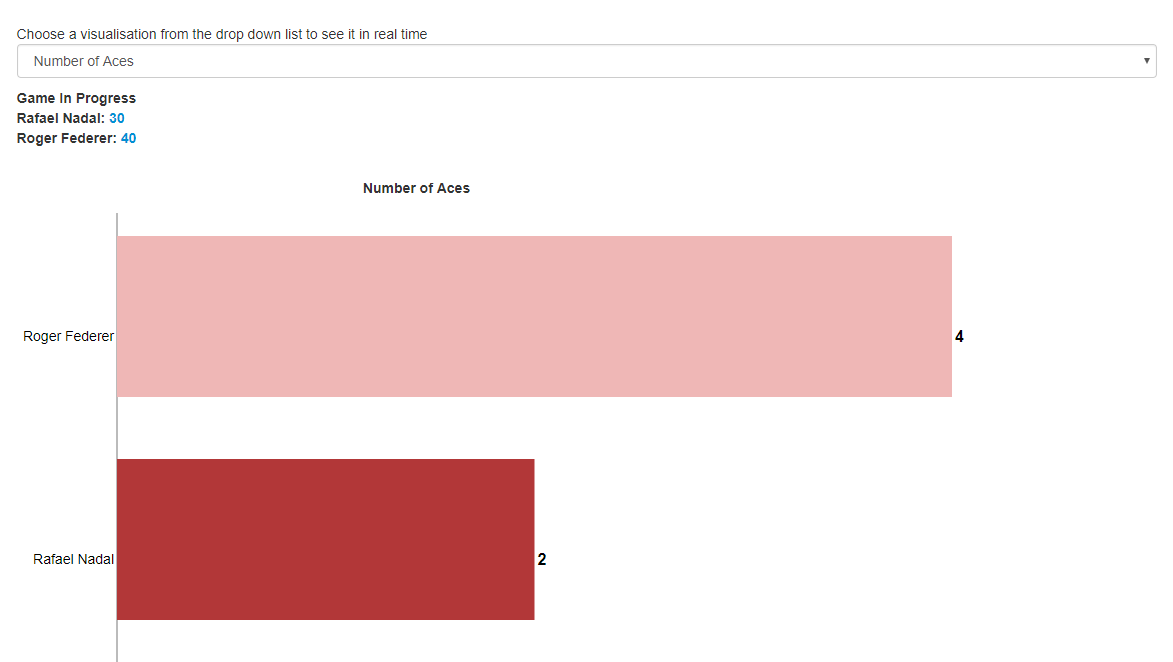 Choose a visualisation from the drop down list to see it in real time
Number of Aces
Game In Progress
Rafael Nadal: 30
Roger Federer: 40
Number of Aces
Roger Federer 4
Rafael Nadal 2